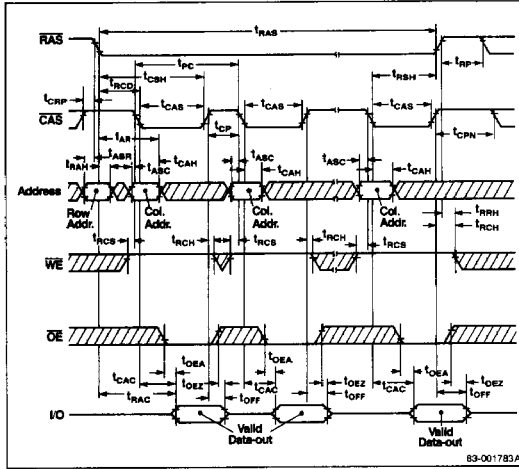 RAS tRAS
tRP
tCSH tPC tRSH
tRCD
tCRP tCAS tCAS tCAS
CAS tCP tCPN
tAR
tASR
tRAH tASC tCAH tASC tCAH tASC tCAH
Address
Row Addr. Col. Addr. Col. Addr. Col. Addr.
tRRH
tRCS tRCH tRCS tRCH tRCS tRCH
WE
OE
tOEA tOEA tOEA
tCAC tOEZ tCAC tOEZ tCAC tOEZ
tRAC tOFF tOFF tOFF
I/O
Valid Data-out Valid Data-out
83-001783A